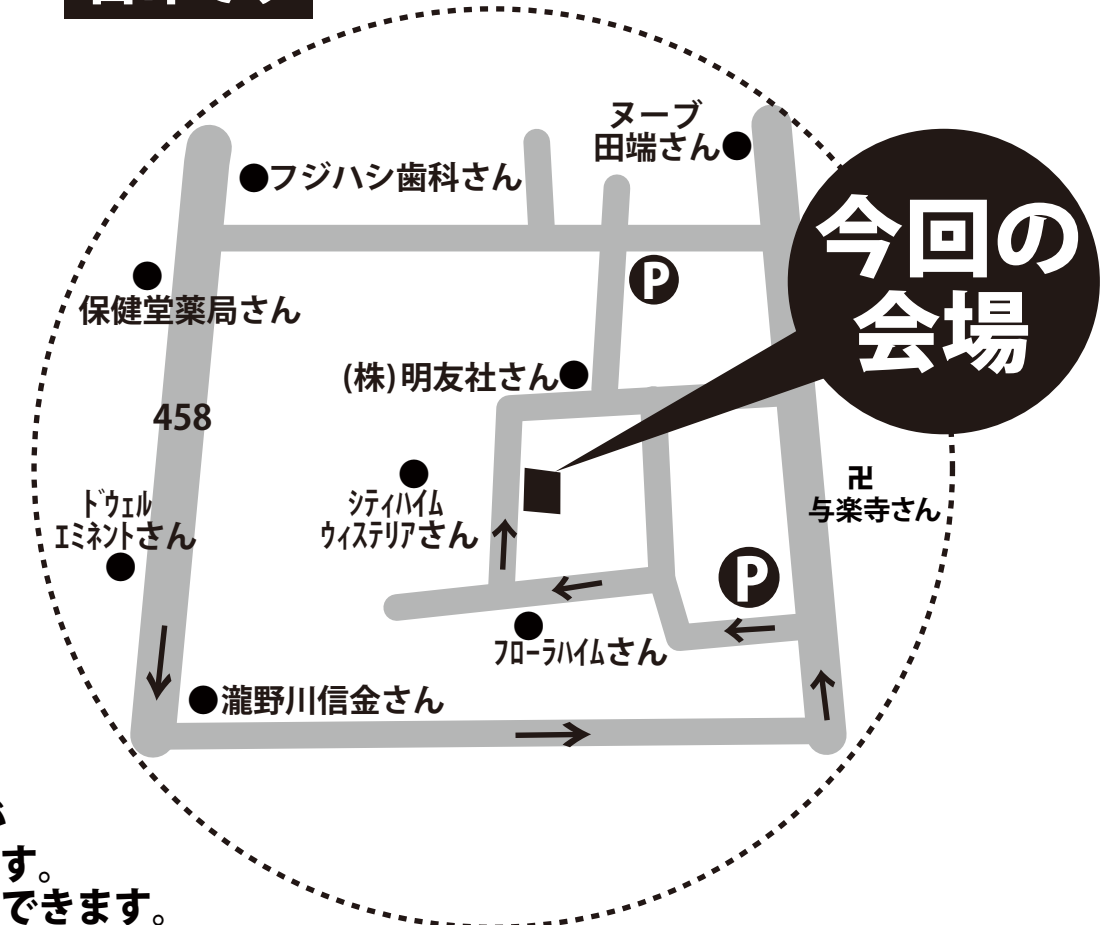 ヌーブ
田端さん
フジハシ歯科さん
今回の
会場
P
保健堂薬局さん
(株)明友社さん
458
卍
与楽寺さん
ドウェル
エミネントさん
シティハイム
ウィステリアさん
P
フローラハイムさん
瀧野川信金さん
す。
できます。